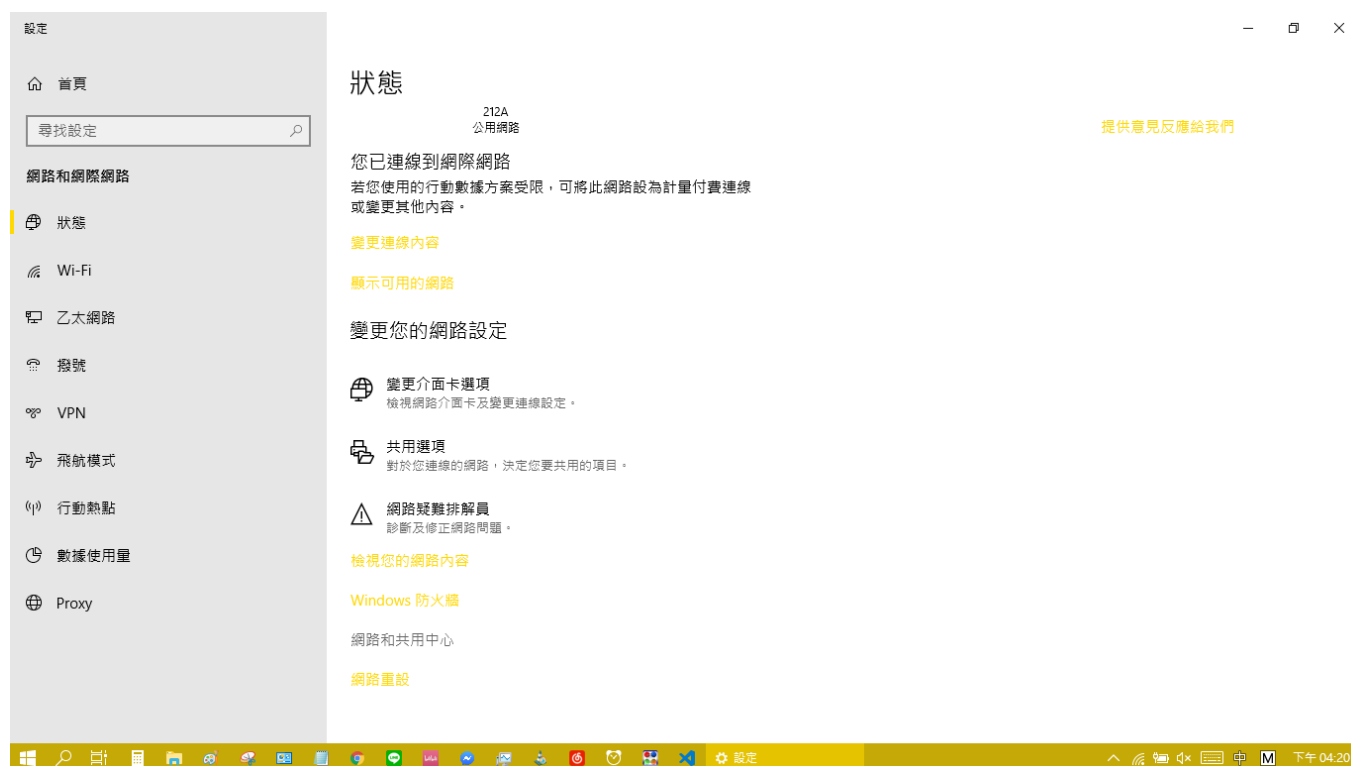 設定
首頁
尋找設定
網路和網際網路
狀態
Wi-Fi
乙太網路
撥號
VPN
飛航模式
行動熱點
數據使用量
Proxy
狀態
212A
公用網路
您已連線到網際網路
若您使用的行動數據方案受限，可將此網路設為計量付費連線
或變更其他內容。
變更連線內容
顯示可用的網路
變更您的網路設定
變更介面卡選項
檢視網路介面卡及變更連線設定。
共用選項
對於您連線的網路，決定您要共用的項目。
網路疑難排解員
診斷及修正網路問題。
檢視您的網路內容
Windows 防火牆
網路和共用中心
網路重設
提供意見反應給我們
設定
中
M
下午 04:20